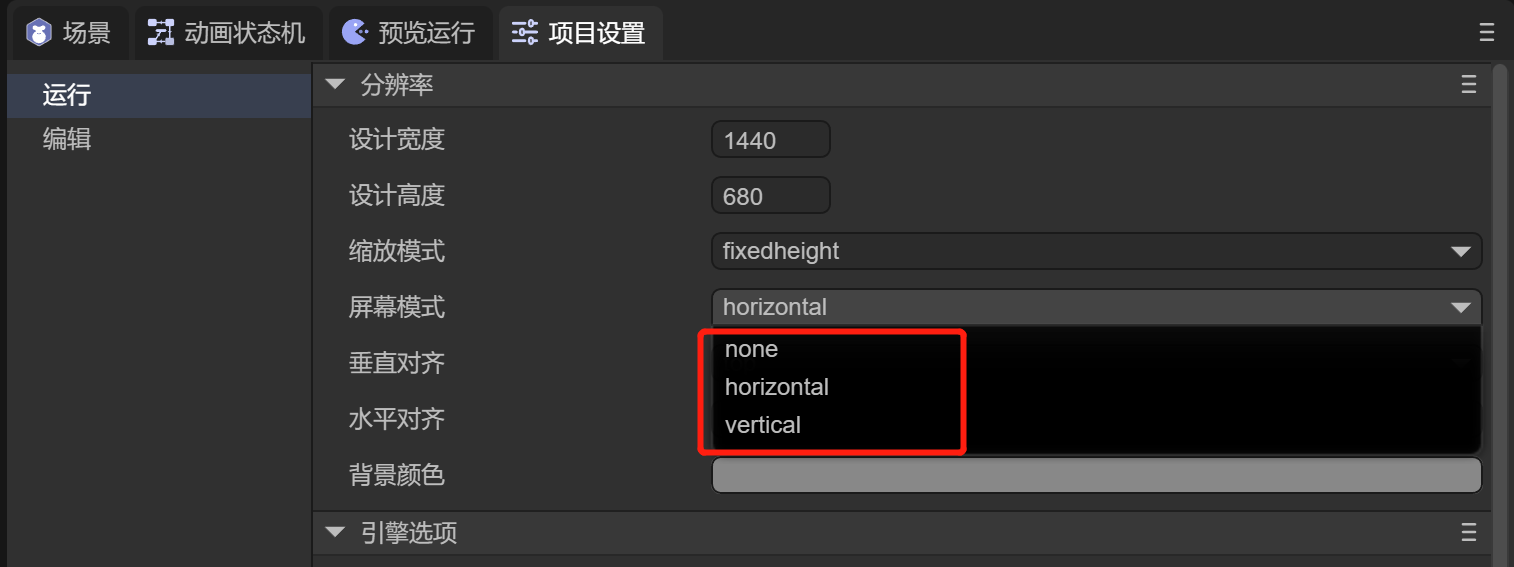 场景 动画状态机 预览运行 项目设置
运行
编辑
分辨率
设计宽度 1440
设计高度 680
缩放模式 fixedheight
屏幕模式 horizontal
none
垂直对齐
horizontal
水平对齐
vertical
背景颜色
引擎选项